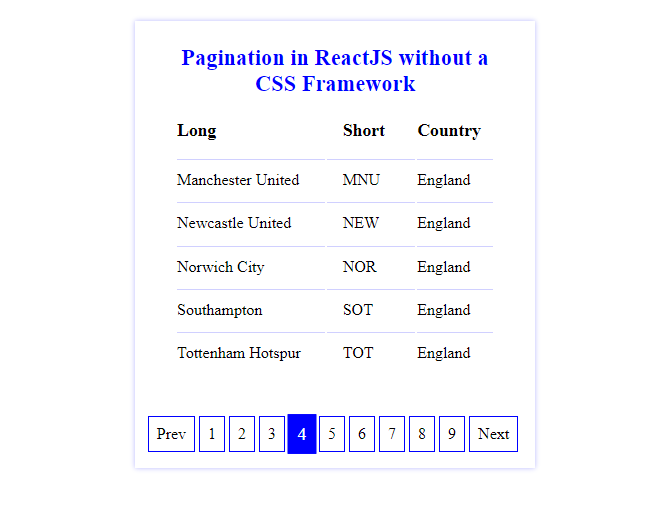 Pagination in ReactJS without a
CSS Framework
Long Short Country
Manchester United MNU England
Newcastle United NEW England
Norwich City NOR England
Southampton SOT England
Tottenham Hotspur TOT England
Prev 1 2 3 4 5 6 7 8 9 Next